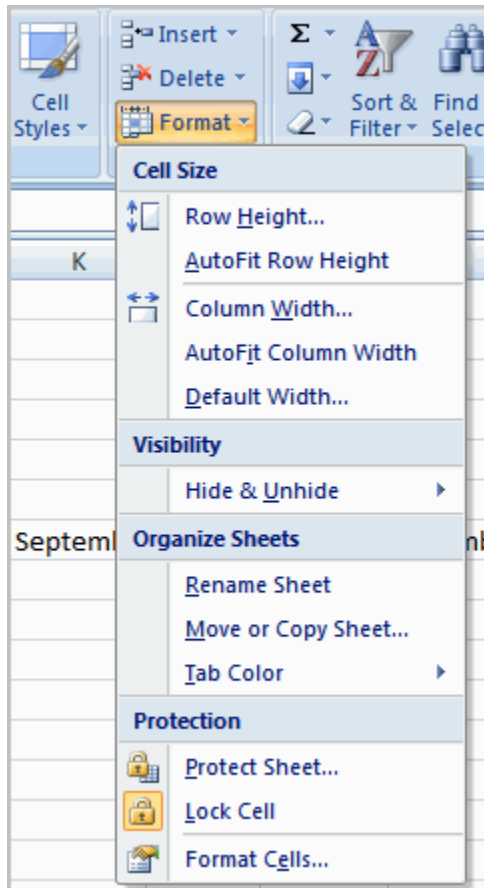 Insert
Delete
Format
Cell
Styles
Σ
AZ
Sort &
Filter
Find
Cell Size
Row Height...
AutoFit Row Height
Column Width...
AutoFit Column Width
Default Width...
Visibility
Hide & Unhide
Organize Sheets
Rename Sheet
Move or Copy Sheet...
Tab Color
Protection
Protect Sheet...
Lock Cell
Format Cells...
K